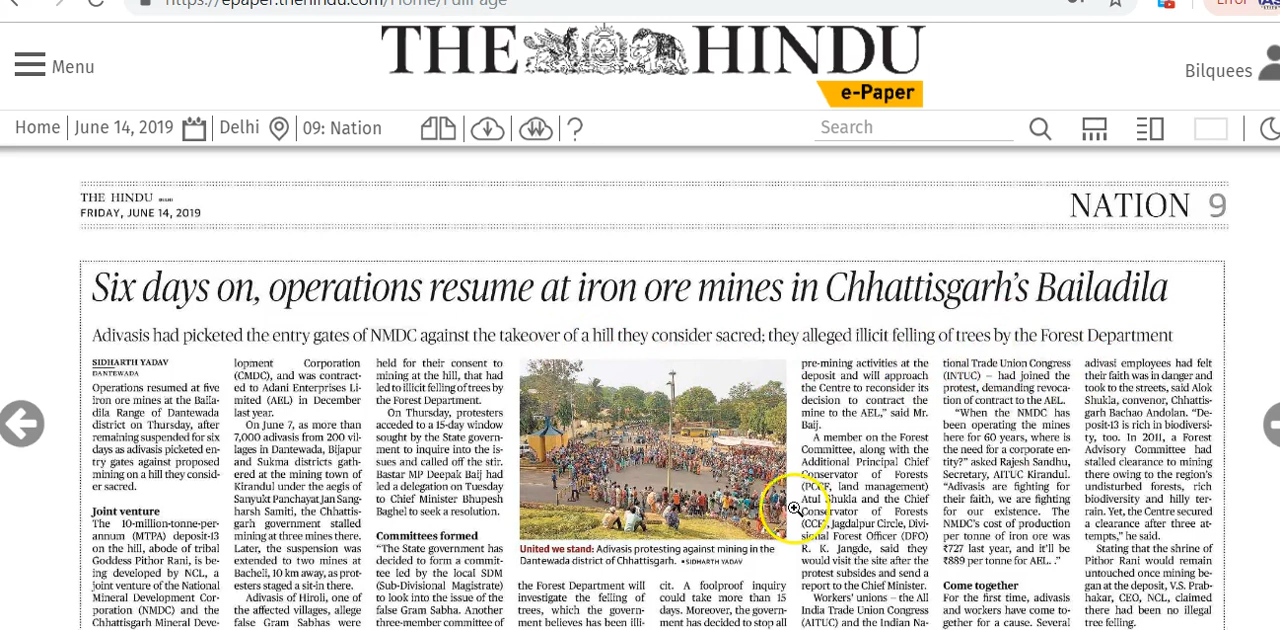 https://epaper.thehindu.com/Home/FullPage
Error
THE HINDU
e-Paper
Menu
Bilquees
Home June 14, 2019 Delhi 09: Nation ? Search
THE HINDU
FRIDAY, JUNE 14, 2019
NATION 9
Six days on, operations resume at iron ore mines in Chhattisgarh's Bailadila
Adivasis had picketed the entry gates of NMDC against the takeover of a hill they consider sacred; they alleged illicit felling of trees by the Forest Department
SIDHARTH YADAV
DANTEWADA
Operations resumed at five
iron ore mines at the Baila-
dila Range of Dantewada
district on Thursday, after
remaining suspended for six
days as adivasis picketed en-
try gates against proposed
mining on a hill they consid-
er sacred.
Joint venture
The 10-million-tonne-per-
annum (MTPA) deposit-13
on the hill, abode of tribal
Goddess Pithor Rani, is be-
ing developed by NCL, a
joint venture of the National
Mineral Development Cor-
poration (NMDC) and the
Chhattisgarh Mineral Deve-
lopment Corporation
(CMDC), and was contract-
ed to Adani Enterprises Li-
mited (AEL) in December
last year.
On June 7, as more than
7,000 adivasis from 200 vil-
lages in Dantewada, Bijapur
and Sukma districts gath-
ered at the mining town of
Kirandul under the aegis of
Sanyukt Panchayat Jan Sang-
harsh Samiti, the Chhattis-
garh government stalled
mining at three mines there.
Later, the suspension was
extended to two mines at
Bacheli, 10 km away, as prot-
esters staged a sit-in there.
Adivasis of Hiroli, one of
the affected villages, allege
false Gram Sabhas were
held for their consent to
mining at the hill, that had
led to illicit felling of trees by
the Forest Department.
On Thursday, protesters
acceded to a 15-day window
sought by the State govern-
ment to inquire into the is-
sues and called off the stir.
Bastar MP Deepak Baij had
led a delegation on Tuesday
to Chief Minister Bhupesh
Baghel to seek a resolution.
Committees formed
"The State government has
decided to form a commit-
tee led by the local SDM
(Sub-Divisional Magistrate)
to look into the issue of the
false Gram Sabha. Another
three-member committee of
United we stand: Adivasis protesting against mining in the
Dantewada district of Chhattisgarh. • SIDHARTH YADAV
the Forest Department will
investigate the felling of
trees, which the govern-
ment believes has been illi-
cit. A foolproof inquiry
could take more than 15
days. Moreover, the govern-
ment has decided to stop all
pre-mining activities at the
deposit and will approach
the Centre to reconsider its
decision to contract the
mine to the AEL," said Mr.
Baij.
A member on the Forest
Committee, along with the
Additional Principal Chief
Conservator of Forests
(PCCF, land management)
Atul Shukla and the Chief
Conservator of Forests
(CCF), Jagdalpur Circle, Divi-
sional Forest Officer (DFO)
R. K. Jangde, said they
would visit the site after the
protest subsides and send a
report to the Chief Minister.
Workers' unions – the All
India Trade Union Congress
(AITUC) and the Indian Na-
tional Trade Union Congress
(INTUC) – had joined the
protest, demanding revoca-
tion of contract to the AEL.
"When the NMDC has
been operating the mines
here for 60 years, where is
the need for a corporate en-
tity?" asked Rajesh Sandhu,
Secretary, AITUC Kirandul.
"Adivasis are fighting for
their faith, we are fighting
for our existence. The
NMDC's cost of production
per tonne of iron ore was
₹727 last year, and it'll be
₹889 per tonne for AEL. ."
Come together
For the first time, adivasis
and workers have come to-
gether for a cause. Several
adivasi employees had felt
their faith was in danger and
took to the streets, said Alok
Shukla, convenor, Chhattis-
garh Bachao Andolan. "De-
posit-13 is rich in biodiversi-
ty, too. In 2011, a Forest
Advisory Committee had
stalled clearance to mining
there owing to the region's
undisturbed forests, rich
biodiversity and hilly ter-
rain. Yet, the Centre secured
a clearance after three at-
tempts," he said.
Stating that the shrine of
Pithor Rani would remain
untouched once mining be-
gan at the deposit, V.S. Prab-
hakar, CEO, NCL, claimed
there had been no illegal
tree felling.